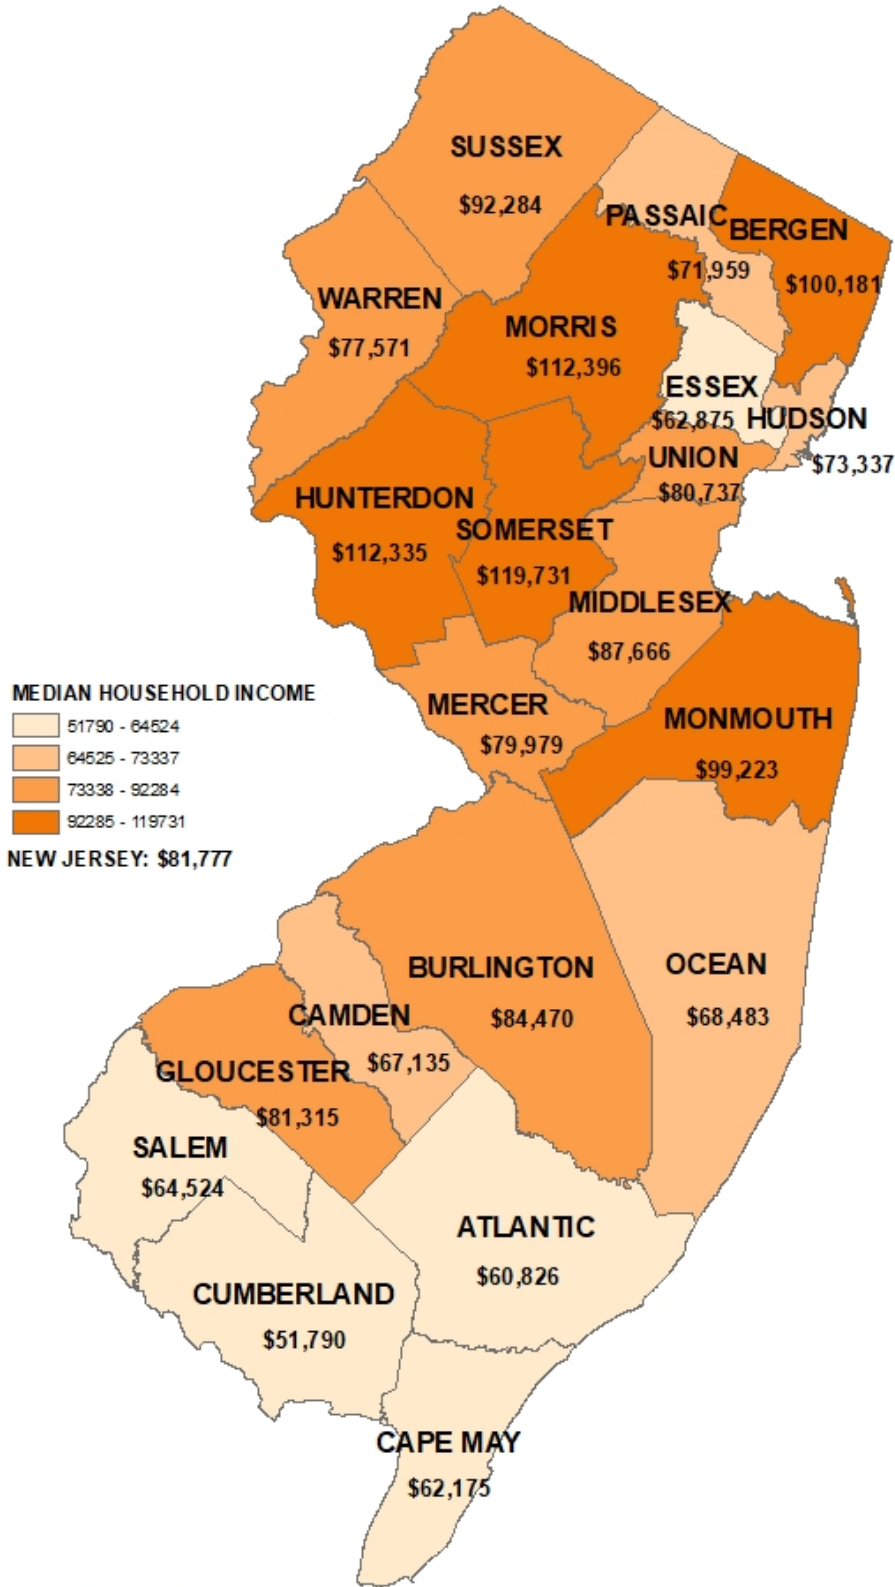 SUSSEX
$92,284
PASSAIC
$71,959
BERGEN
$100,181
WARREN
$77,571
MORRIS
$112,396
ESSEX
$62,875
HUDSON
$73,337
UNION
$80,737
HUNTERDON
$112,335
SOMERSET
$119,731
MIDDLESEX
$87,666
MERCER
$79,979
MONMOUTH
$99,223
MEDIAN HOUSEHOLD INCOME
51790 - 64524
64525 - 73337
73338 - 92284
92285 - 119731
NEW JERSEY: $81,777
BURLINGTON
$84,470
OCEAN
$68,483
CAMDEN
$67,135
GLOUCESTER
$81,315
SALEM
$64,524
ATLANTIC
$60,826
CUMBERLAND
$51,790
CAPE MAY
$62,175